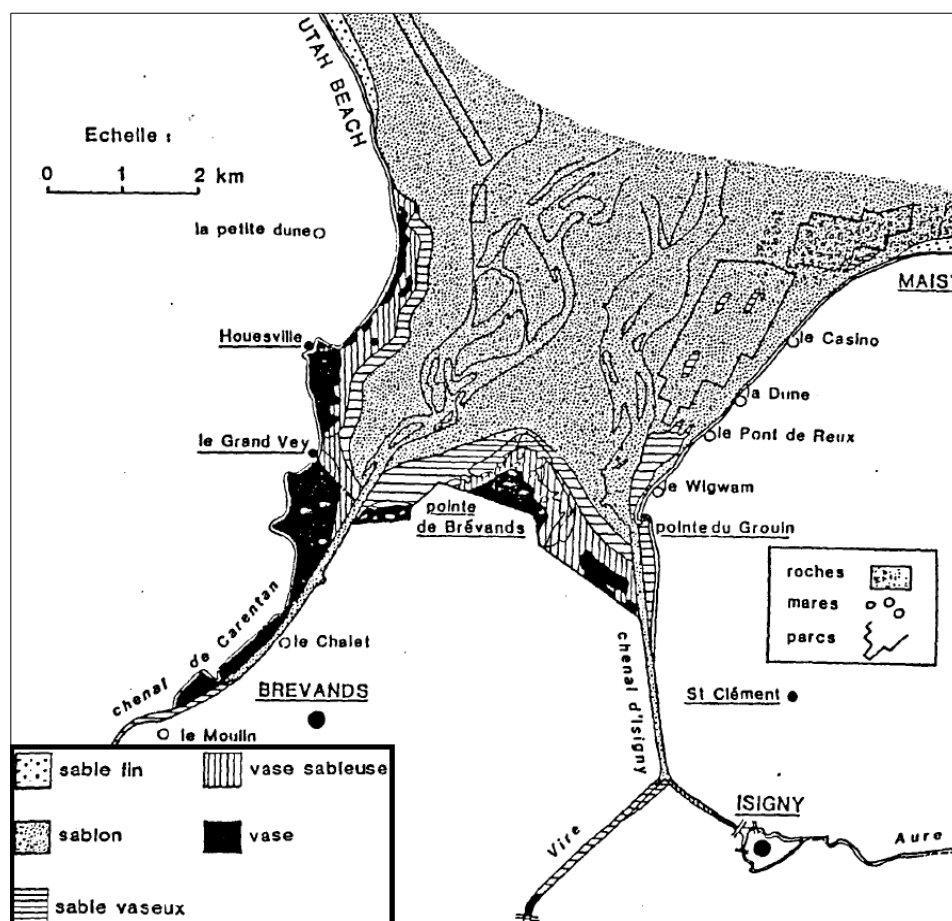 UTAH BEACH
Echelle :
0 1 2 km
la petite dune
MAIS
Houesville
le Casino
la Dune
le Grand Vey
le Pont de Reux
le Wigwam
pointe
de Brévands
pointe du Grouin
roches
mares
parcs
chenal de Carentan
le Chalet
BREVANDS
St Clément
le Moulin
chenal d'Isigny
sable fin
vase sableuse
sablon
vase
sable vaseux
ISIGNY
Vire
Aure